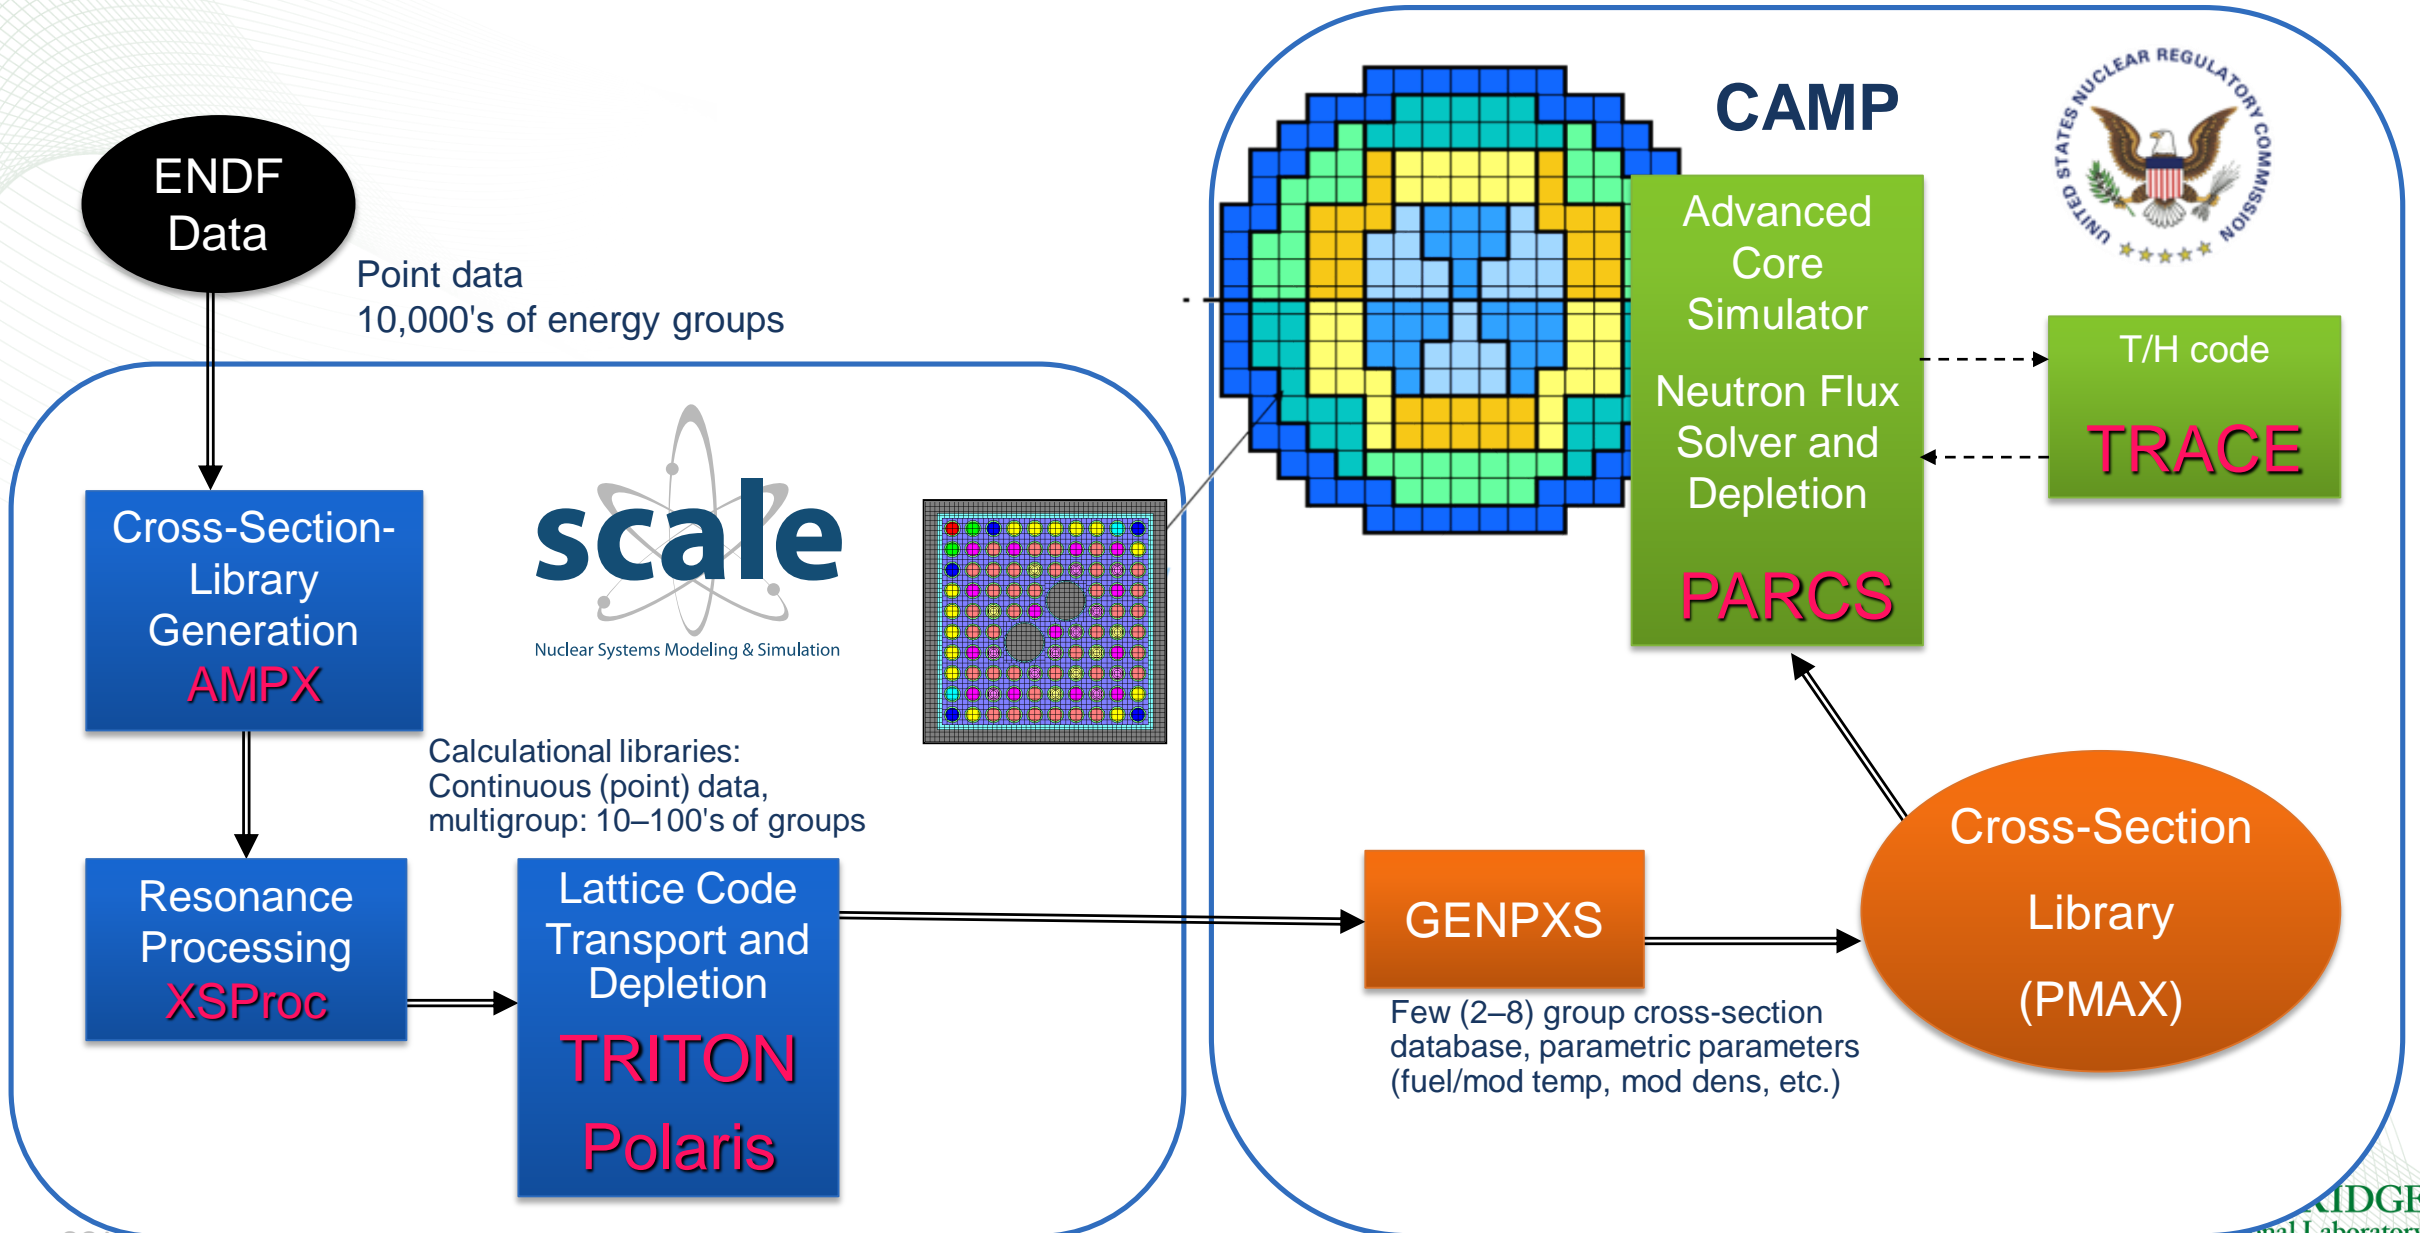 ENDF
Data
Point data
10,000's of energy groups
Cross-Section-
Library
Generation
AMPX
scale
Nuclear Systems Modeling & Simulation
Calculational libraries:
Continuous (point) data,
multigroup: 10–100's of groups
Resonance
Processing
XSProc
Lattice Code
Transport and
Depletion
TRITON
Polaris
CAMP
UNITED STATES NUCLEAR REGULATORY COMMISSION
Advanced
Core
Simulator
Neutron Flux
Solver and
Depletion
PARCS
T/H code
TRACE
GENPXS
Few (2–8) group cross-section
database, parametric parameters
(fuel/mod temp, mod dens, etc.)
Cross-Section
Library
(PMAX)
Laboratory